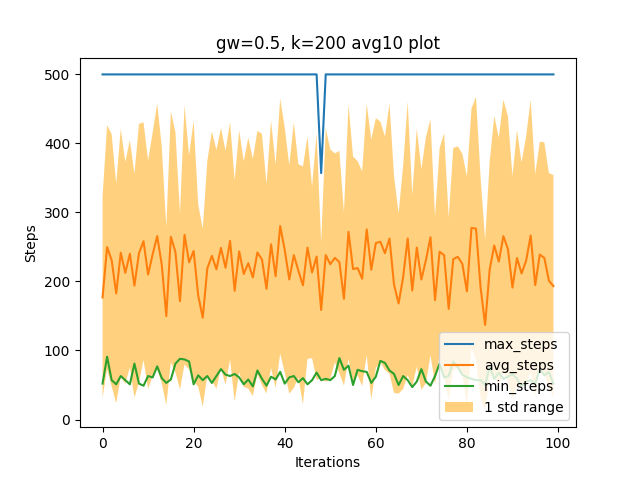 gw=0.5, k=200 avg10 plot
500
400
300
200
100
0
Steps
0
20
40
60
80
100
Iterations
max_steps
avg_steps
min_steps
1 std range